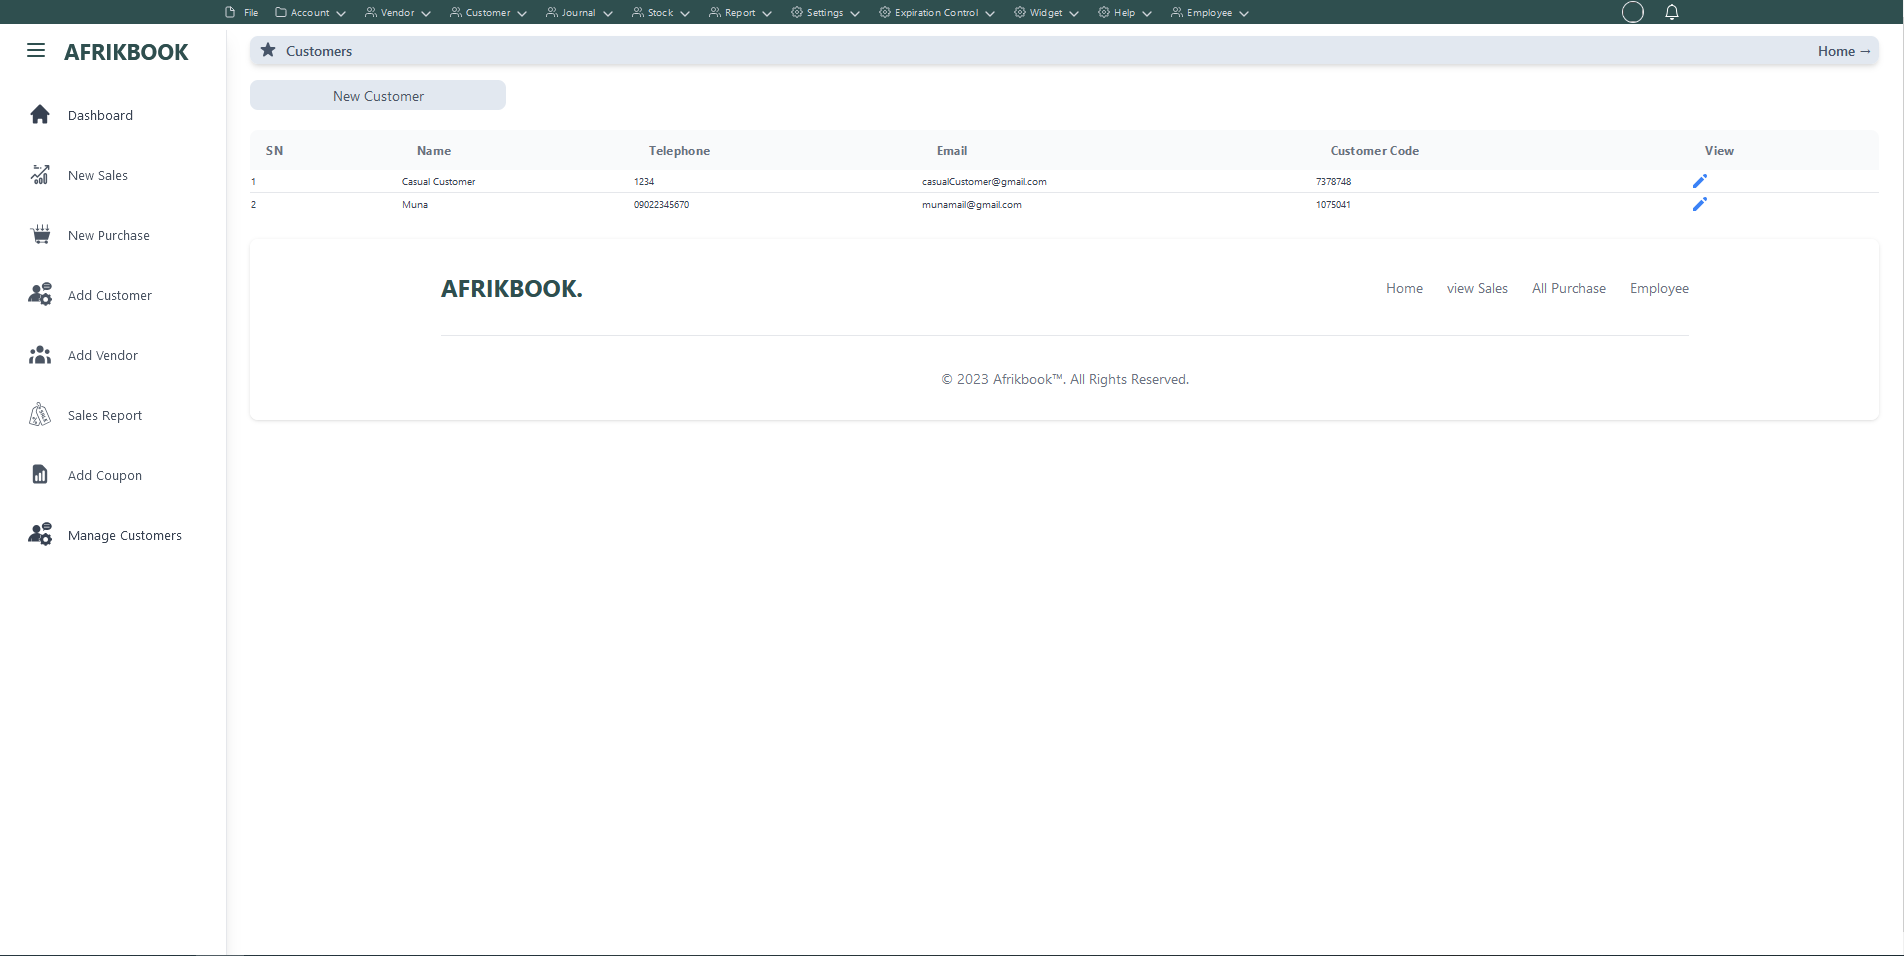 File Account Vendor Customer Journal Stock Report Settings Expiration Control Widget Help Employee
AFRIKBOOK
Dashboard
New Sales
New Purchase
Add Customer
Add Vendor
Sales Report
Add Coupon
Manage Customers
Customers Home →
New Customer
SN Name Telephone Email Customer Code View
1 Casual Customer 1234 casualCustomer@gmail.com 7378748
2 Muna 09022345670 munamail@gmail.com 1075041
AFRIKBOOK. Home view Sales All Purchase Employee
© 2023 Afrikbook™. All Rights Reserved.